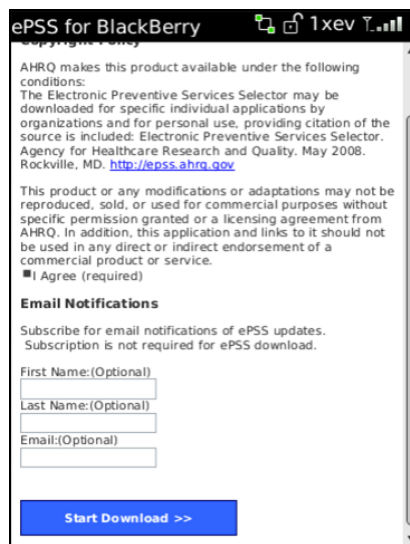 ePSS for BlackBerry 1xev
Copyright Policy
AHRQ makes this product available under the following
conditions:
The Electronic Preventive Services Selector may be
downloaded for specific individual applications by
organizations and for personal use, providing citation of the
source is included: Electronic Preventive Services Selector.
Agency for Healthcare Research and Quality. May 2008.
Rockville, MD. http://epss.ahrq.gov
This product or any modifications or adaptations may not be
reproduced, sold, or used for commercial purposes without
specific permission granted or a licensing agreement from
AHRQ. In addition, this application and links to it should not
be used in any direct or indirect endorsement of a
commercial product or service.
I Agree (required)
Email Notifications
Subscribe for email notifications of ePSS updates.
Subscription is not required for ePSS download.
First Name:(Optional)
Last Name:(Optional)
Email:(Optional)
Start Download >>